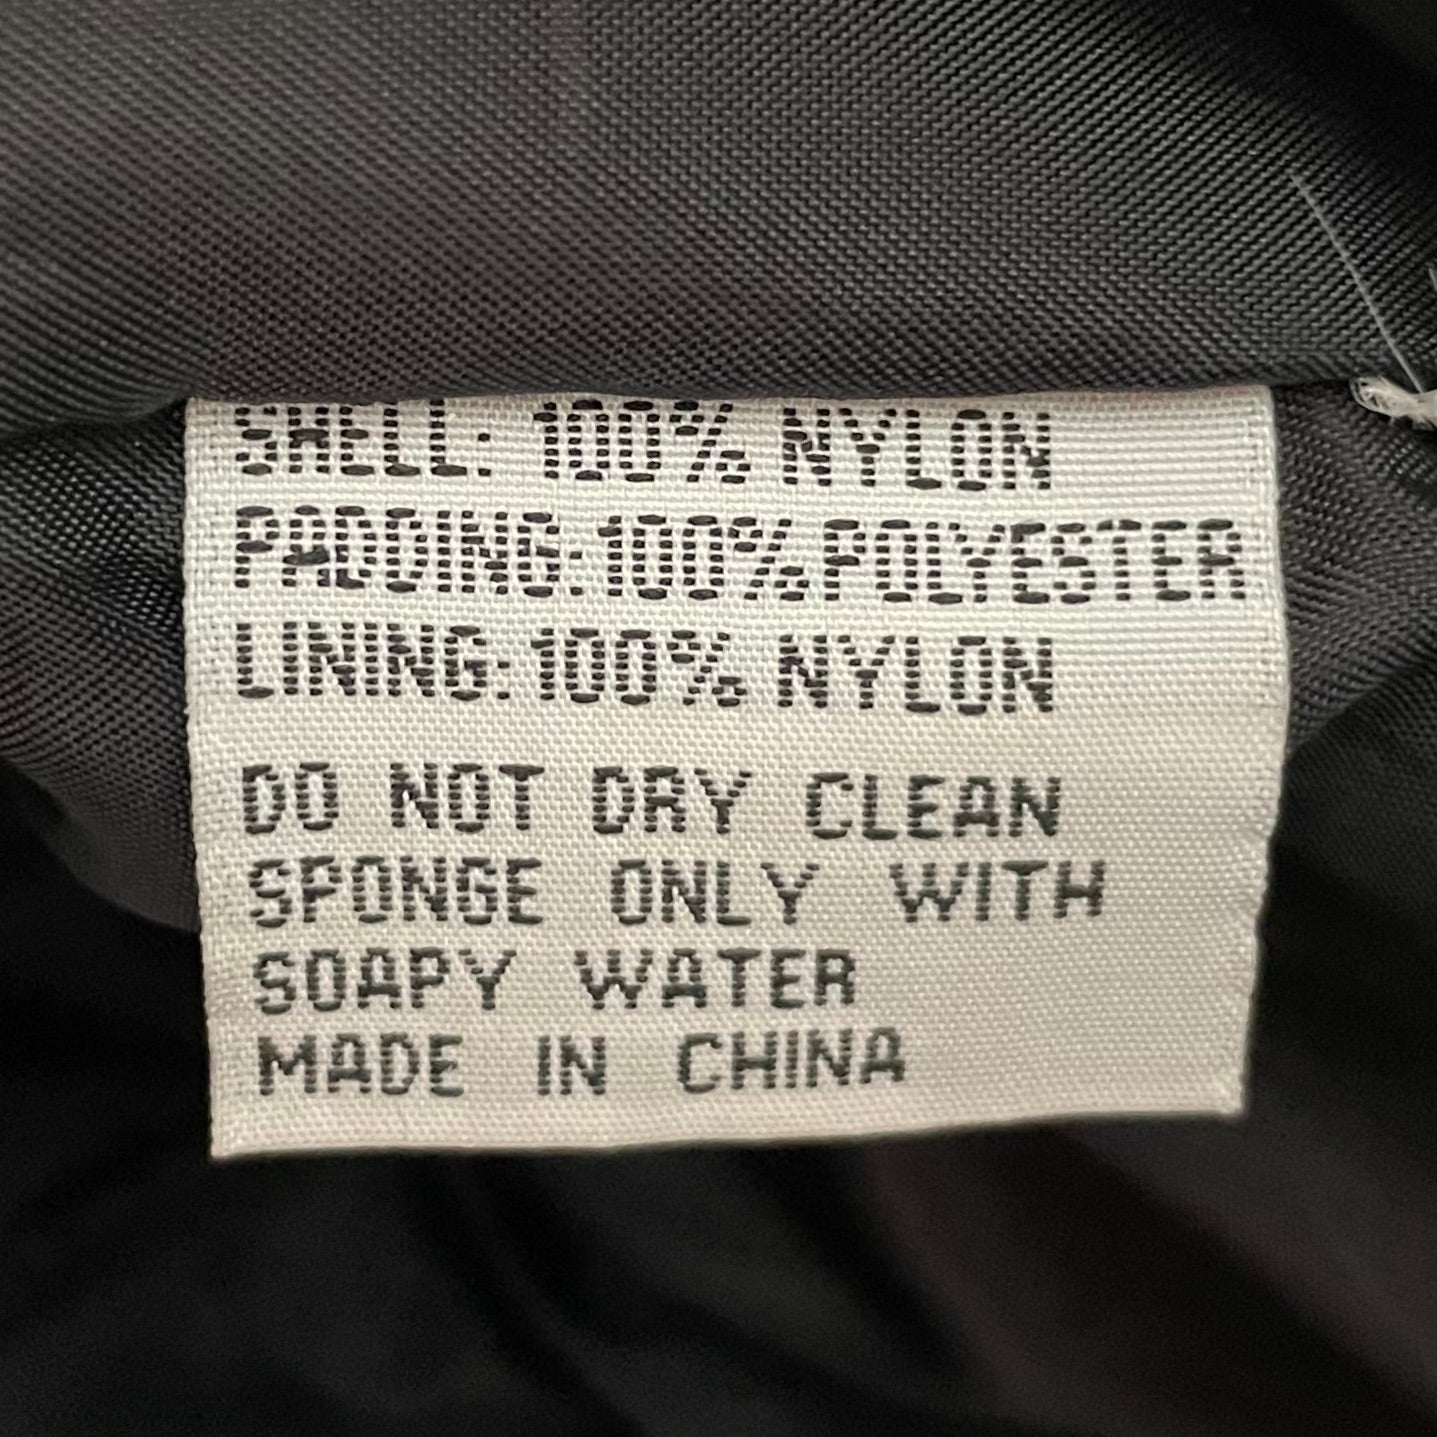 SHELL: 100% NYLON
PADDING:100%POLYESTER
LINING:100% NYLON
DO NOT DRY CLEAN
SPONGE ONLY WITH
SOAPY WATER
MADE IN CHINA